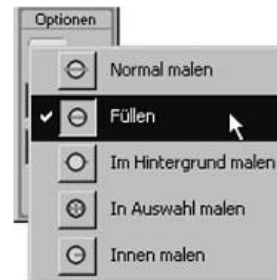 Optionen
Normal malen
Füllen
Im Hintergrund malen
In Auswahl malen
Innen malen